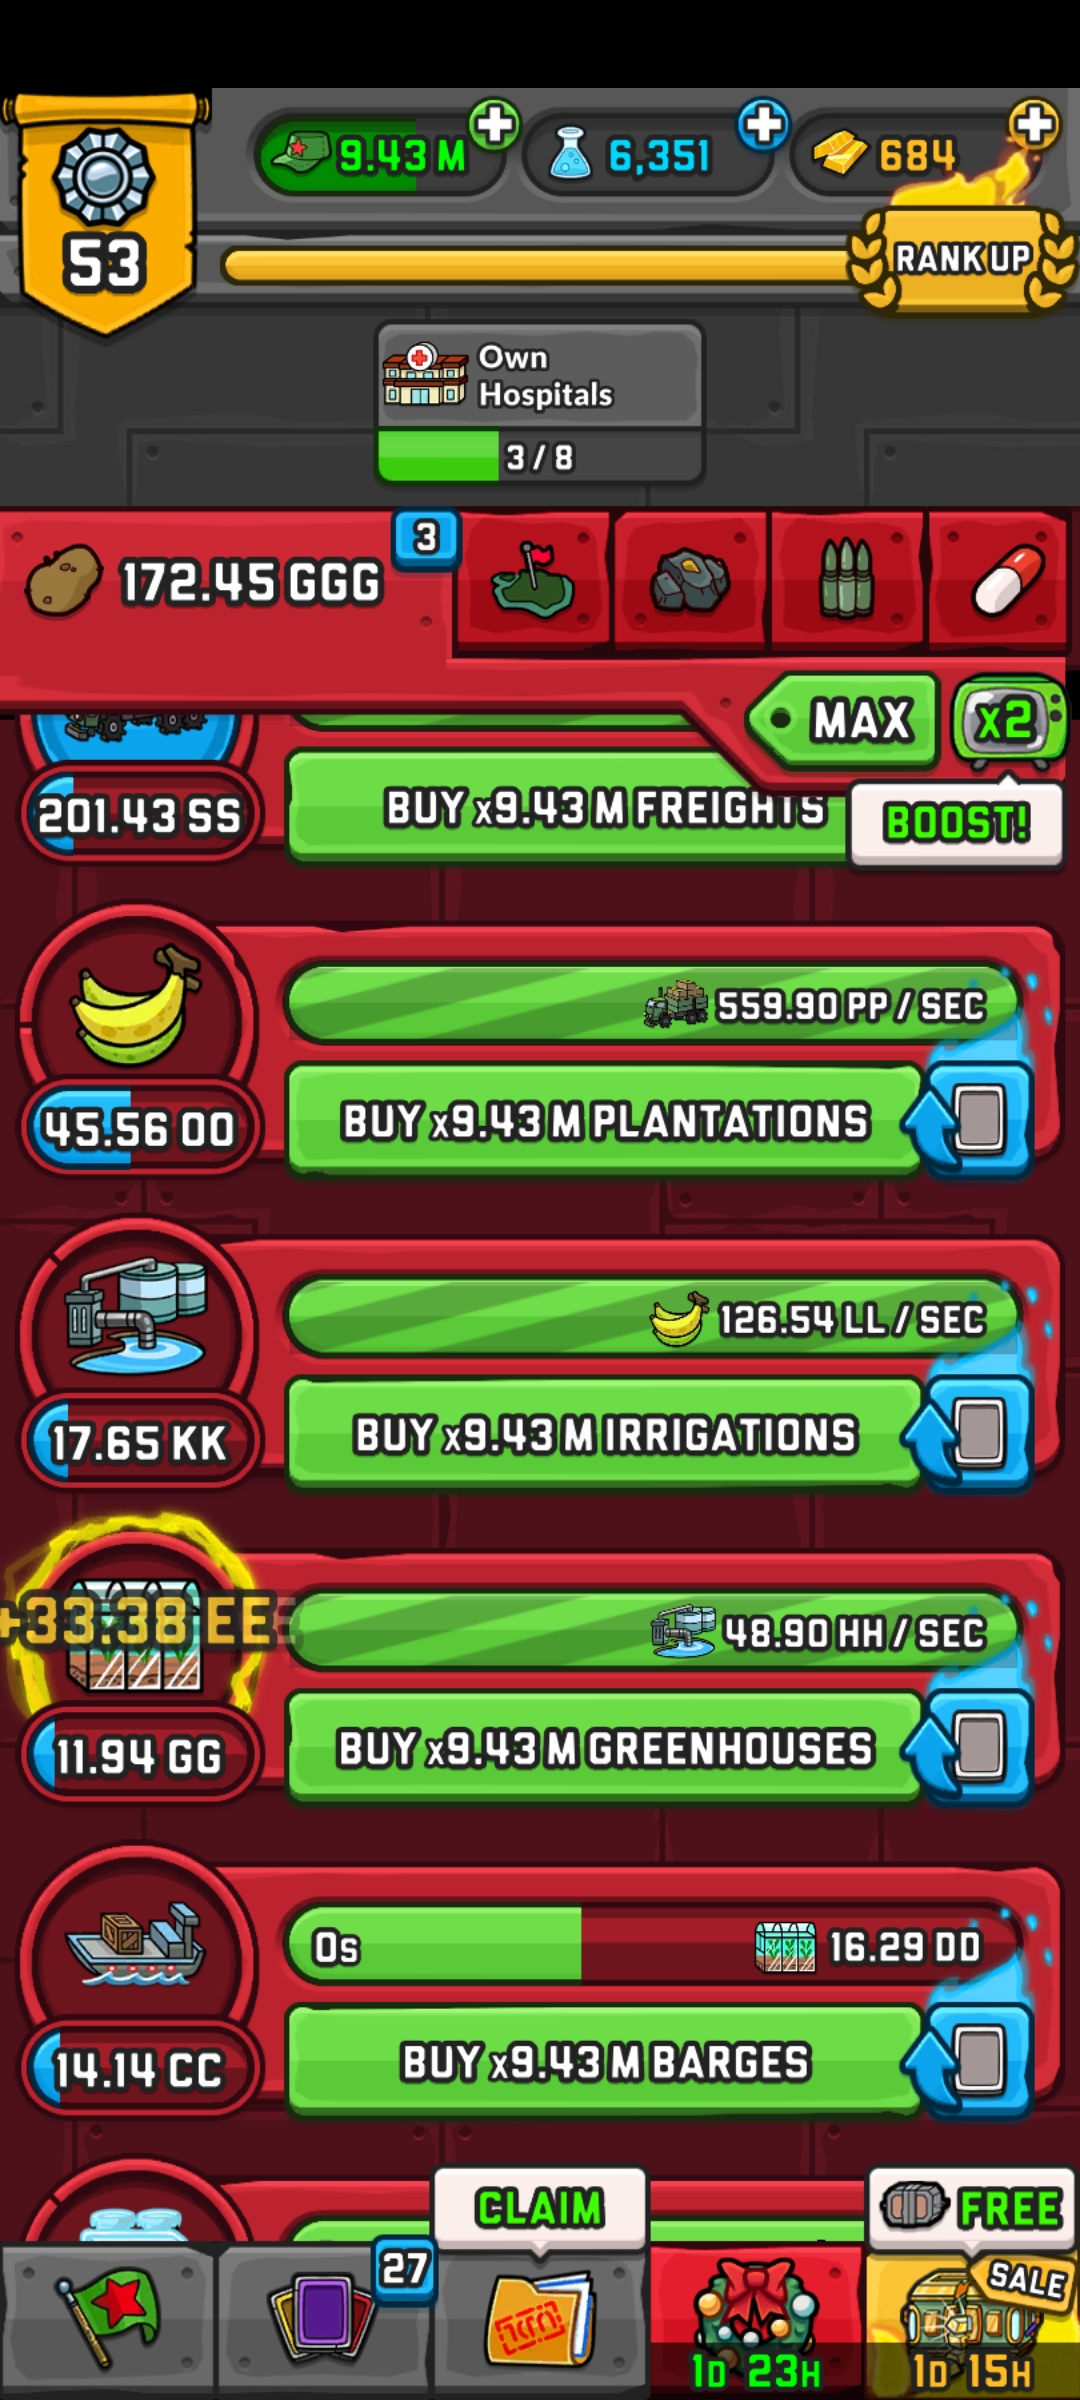 9.43 M
6,351
684
53
RANK UP
Own
Hospitals
3 / 8
172.45 GGG
3
MAX
x2
BOOST!
201.43 SS
BUY x9.43 M FREIGHTS
559.90 PP / SEC
45.56 OO
BUY x9.43 M PLANTATIONS
126.54 LL / SEC
17.65 KK
BUY x9.43 M IRRIGATIONS
+33.38 EE
48.90 HH / SEC
11.94 GG
BUY x9.43 M GREENHOUSES
0s
16.29 DD
14.14 CC
BUY x9.43 M BARGES
CLAIM
FREE
27
SALE
1D 23H
1D 15H